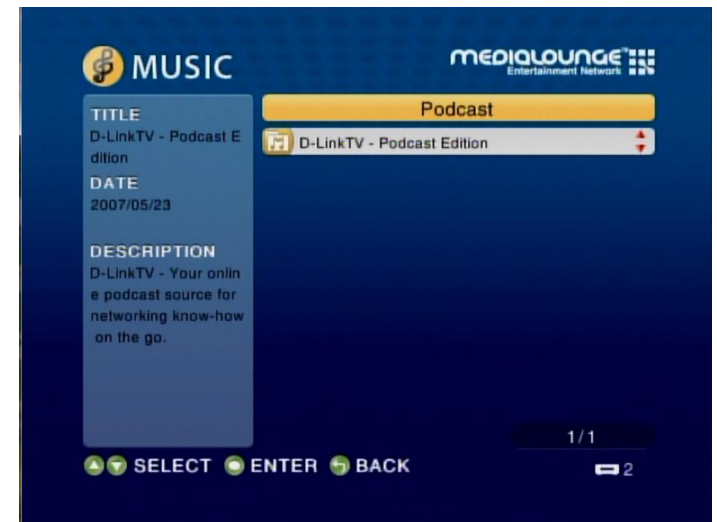 MUSIC
MEDIALOUNGE™
Entertainment Network
TITLE
D-LinkTV - Podcast E
dition
DATE
2007/05/23
DESCRIPTION
D-LinkTV - Your onlin
e podcast source for
networking know-how
on the go.
Podcast
D-LinkTV - Podcast Edition
1/1
SELECT ENTER BACK
2